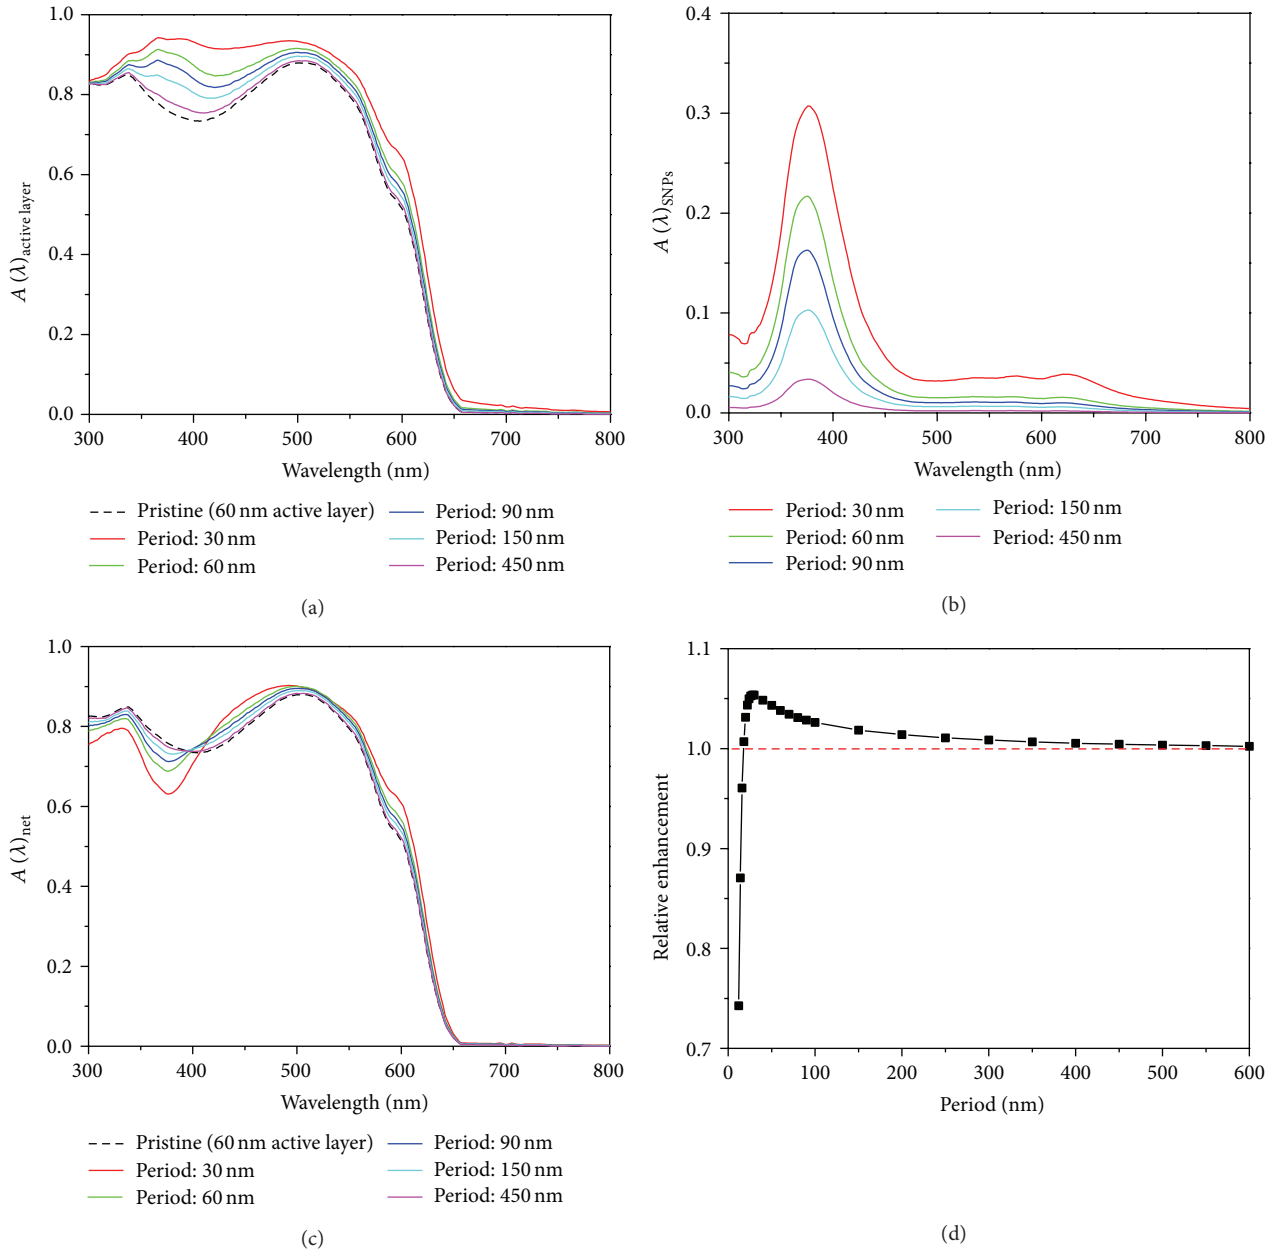 1.0
0.8
0.6
0.4
0.2
0.0
A (λ)active layer
300 400 500 600 700 800
Wavelength (nm)
Pristine (60 nm active layer)
Period: 30 nm
Period: 60 nm
Period: 90 nm
Period: 150 nm
Period: 450 nm
(a)
0.4
0.3
0.2
0.1
0.0
A (λ)SNPs
300 400 500 600 700 800
Wavelength (nm)
Period: 30 nm
Period: 60 nm
Period: 90 nm
Period: 150 nm
Period: 450 nm
(b)
1.0
0.8
0.6
0.4
0.2
0.0
A (λ)net
300 400 500 600 700 800
Wavelength (nm)
Pristine (60 nm active layer)
Period: 30 nm
Period: 60 nm
Period: 90 nm
Period: 150 nm
Period: 450 nm
(c)
1.1
1.0
0.9
0.8
0.7
Relative enhancement
0 100 200 300 400 500 600
Period (nm)
(d)